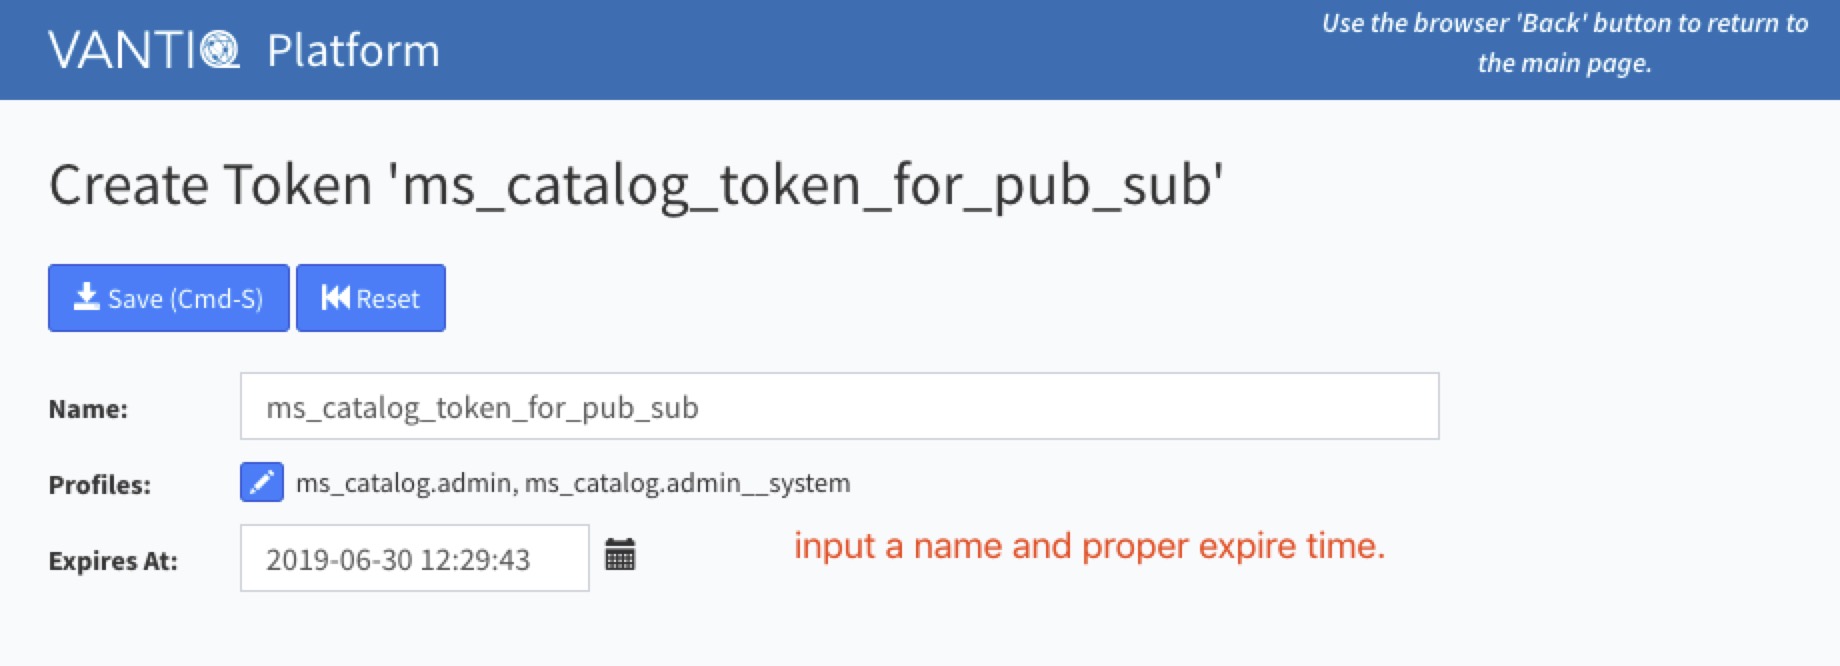 VANTIQ Platform
Use the browser 'Back' button to return to
the main page.
Create Token 'ms_catalog_token_for_pub_sub'
Save (Cmd-S) Reset
Name: ms_catalog_token_for_pub_sub
Profiles: ms_catalog.admin, ms_catalog.admin__system
Expires At: 2019-06-30 12:29:43
input a name and proper expire time.